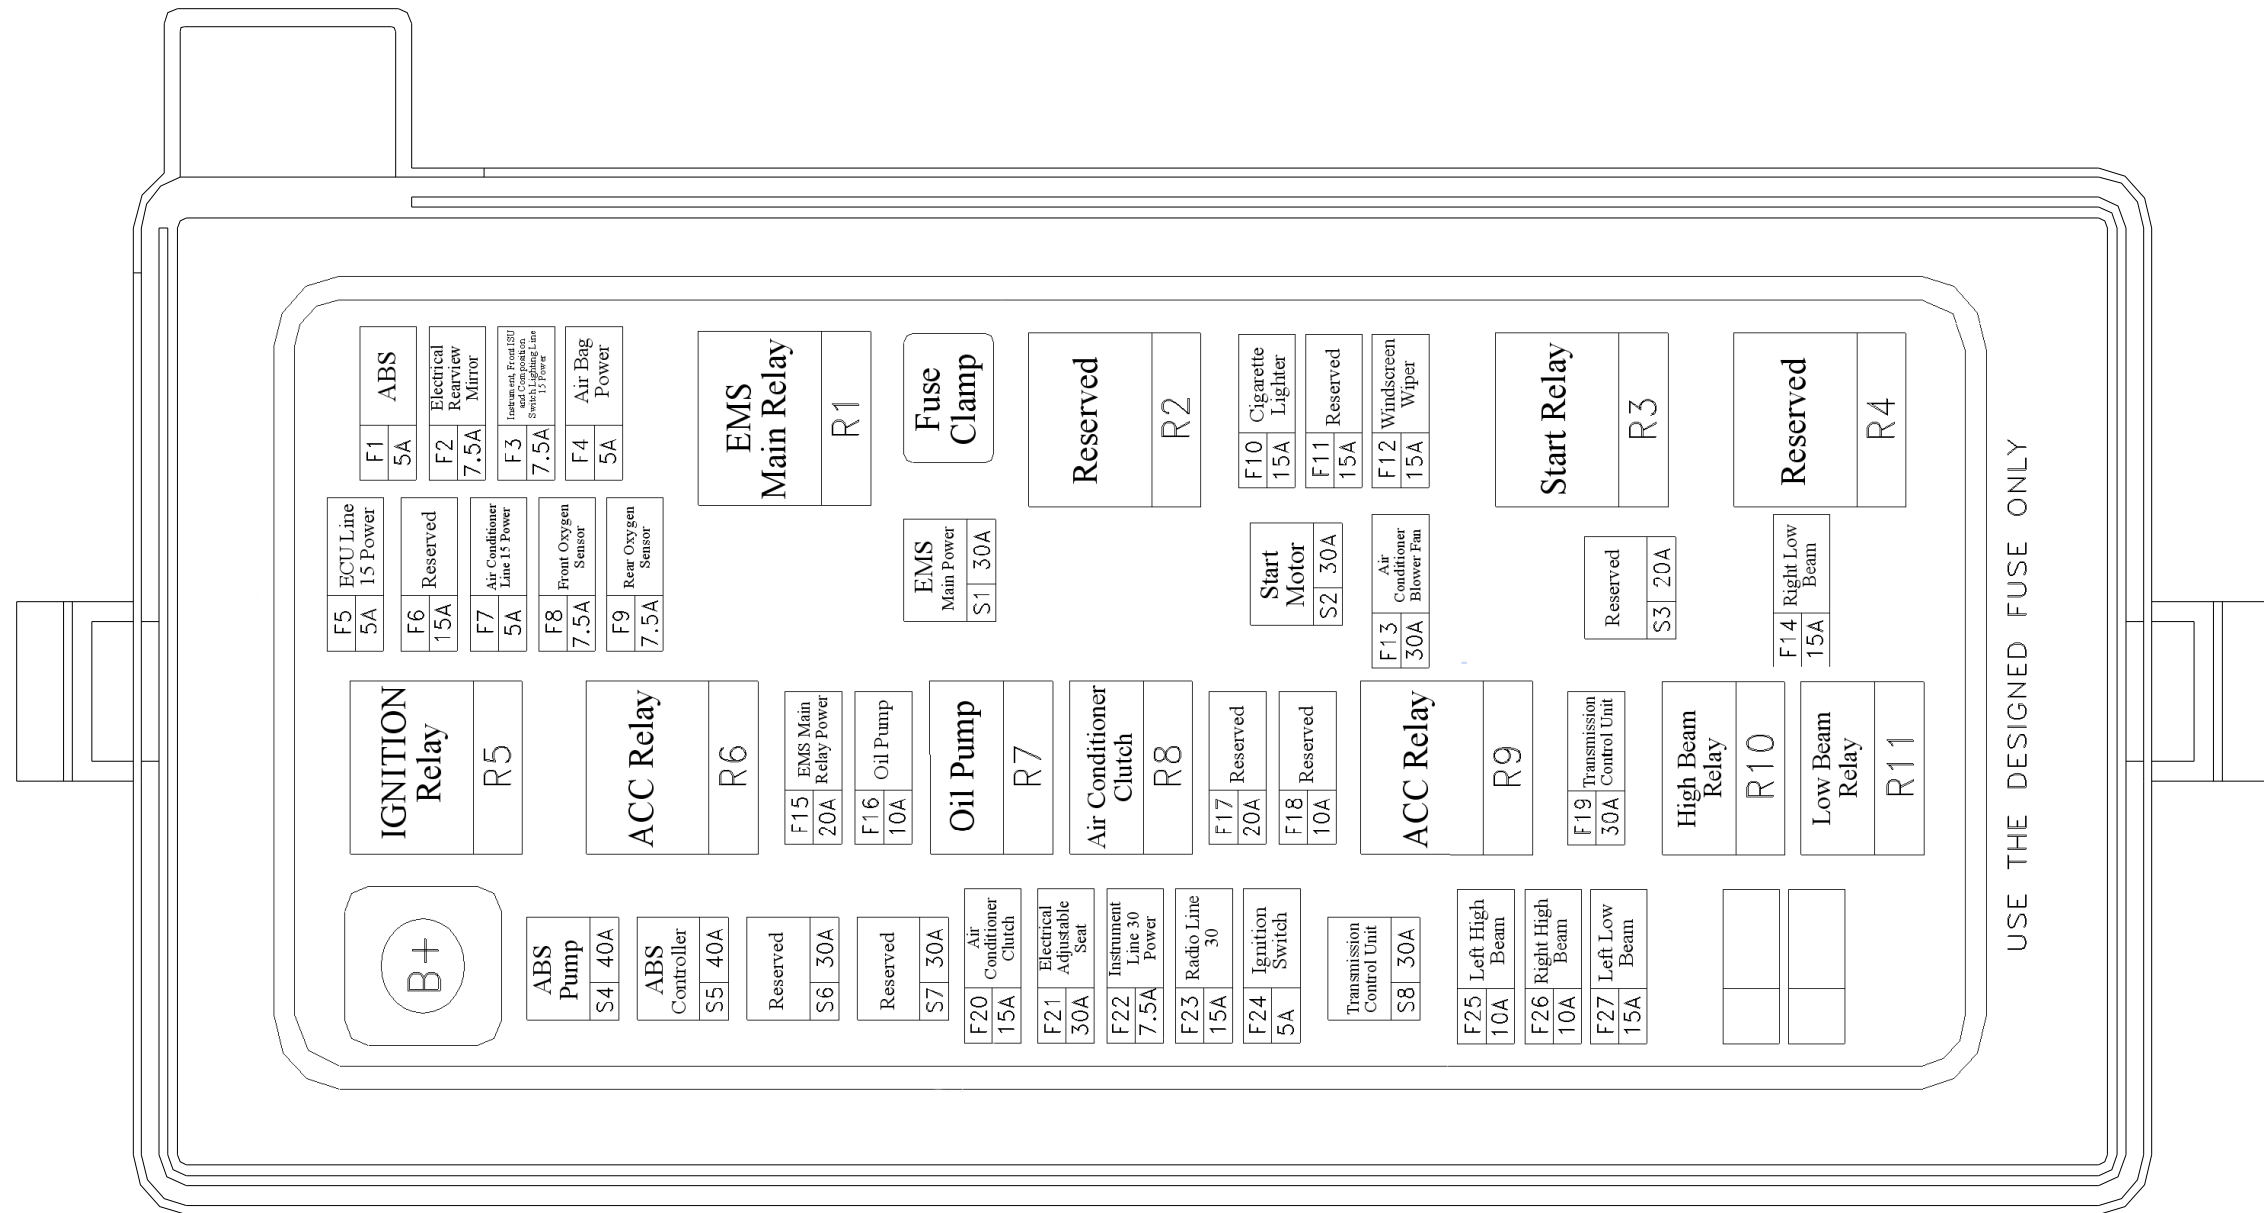 ABS
F1
5A
Electrical
Rearview
Mirror
F2
7.5A
Instrument, Front ISU
and Composition
Switch Lighting Line
15 Power
F3
7.5A
Air Bag
Power
F4
5A
EMS
Main Relay
R1
Fuse
Clamp
Reserved
R2
Cigarette
Lighter
F10
15A
Reserved
F11
15A
Windscreen
Wiper
F12
15A
Start Relay
R3
Reserved
R4
ECU Line
15 Power
F5
5A
Reserved
F6
15A
Air Conditioner
Line 15 Power
F7
5A
Front Oxygen
Sensor
F8
7.5A
Rear Oxygen
Sensor
F9
7.5A
EMS
Main Power
S1 30A
Start
Motor
S2 30A
Air
Conditioner
Blower Fan
F13
30A
Reserved
S3 20A
Right Low
Beam
F14
15A
IGNITION
Relay
R5
ACC Relay
R6
EMS Main
Relay Power
F15
20A
Oil Pump
F16
10A
Oil Pump
R7
Air Conditioner
Clutch
R8
Reserved
F17
20A
Reserved
F18
10A
ACC Relay
R9
Transmission
Control Unit
F19
30A
High Beam
Relay
R10
Low Beam
Relay
R11
B+
ABS
Pump
S4 40A
ABS
Controller
S5 40A
Reserved
S6 30A
Reserved
S7 30A
Air
Conditioner
Clutch
F20
15A
Electrical
Adjustable
Seat
F21
30A
Instrument
Line 30
Power
F22
7.5A
Radio Line
30
F23
15A
Ignition
Switch
F24
5A
Transmission
Control Unit
S8 30A
Left High
Beam
F25
10A
Right High
Beam
F26
10A
Left Low
Beam
F27
15A
USE THE DESIGNED FUSE ONLY